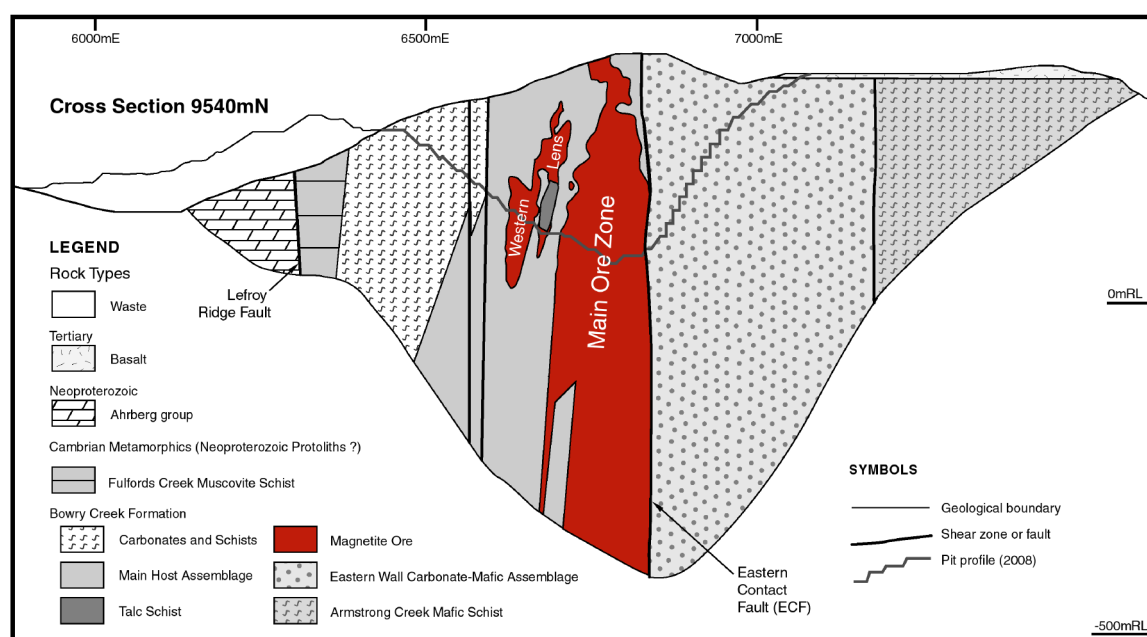 6000mE
6500mE
7000mE
Cross Section 9540mN
Lens
Western
Main Ore Zone
LEGEND
Rock Types
Waste
Tertiary
Basalt
Neoproterozoic
Ahrberg group
Cambrian Metamorphics (Neoproterozoic Protoliths ?)
Fulfords Creek Muscovite Schist
Bowry Creek Formation
Carbonates and Schists
Main Host Assemblage
Talc Schist
Magnetite Ore
Eastern Wall Carbonate-Mafic Assemblage
Armstrong Creek Mafic Schist
Lefroy
Ridge Fault
Eastern
Contact
Fault (ECF)
0mRL
SYMBOLS
Geological boundary
Shear zone or fault
Pit profile (2008)
-500mRL